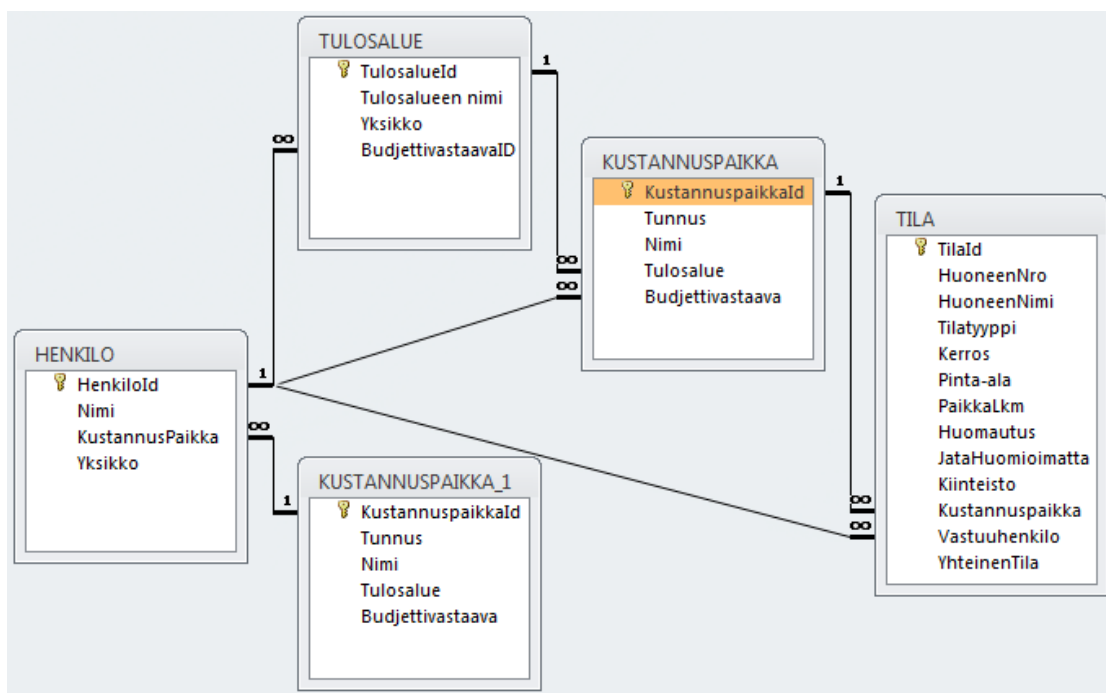 TULOSALUE
TulosalueId
Tulosalueen nimi
Yksikko
BudjettivastaavaID
1
∞
KUSTANNUSPAIKKA
KustannuspaikkaId
Tunnus
Nimi
Tulosalue
Budjettivastaava
1
∞
∞
TILA
TilaId
HuoneenNro
HuoneenNimi
Tilatyyppi
Kerros
Pinta-ala
PaikkaLkm
Huomautus
JataHuomioimatta
Kiinteisto
Kustannuspaikka
Vastuuhenkilo
YhteinenTila
∞
∞
HENKILO
HenkiloId
Nimi
KustannusPaikka
Yksikko
1
∞
KUSTANNUSPAIKKA_1
KustannuspaikkaId
Tunnus
Nimi
Tulosalue
Budjettivastaava
1